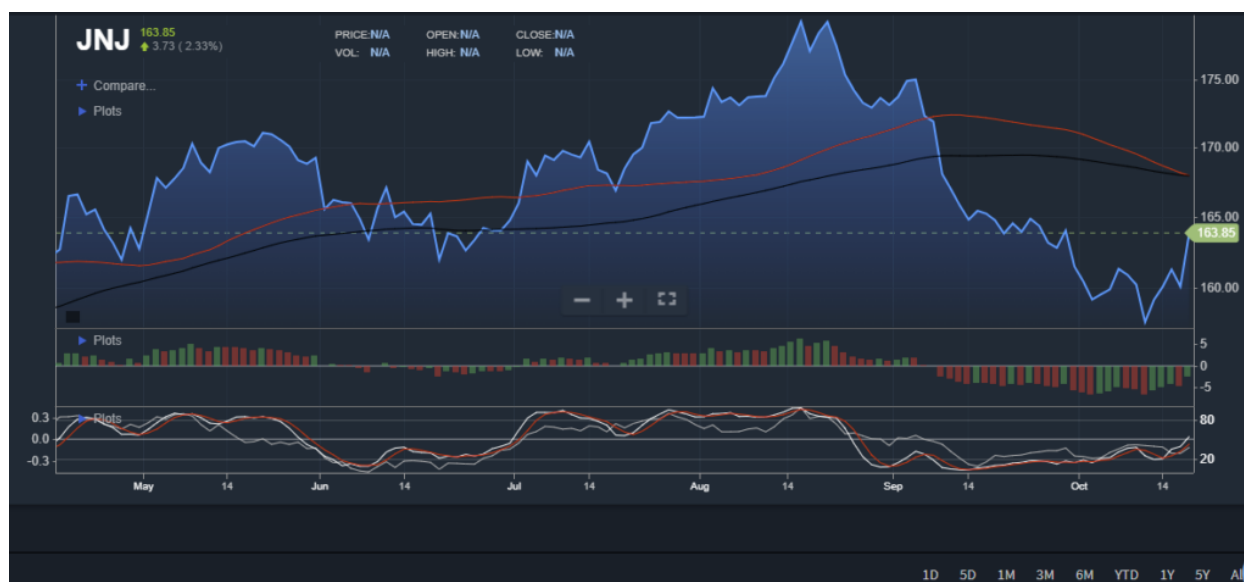 JNJ 163.85
3.73 ( 2.33%)
PRICE:N/A OPEN:N/A CLOSE:N/A
VOL: N/A HIGH: N/A LOW: N/A
+ Compare...
Plots
175.00
170.00
165.00
163.85
160.00
Plots
5
0
-5
Plots
0.3
0.0
-0.3
80
20
May 14 Jun 14 Jul 14 Aug 14 Sep 14 Oct 14
1D 5D 1M 3M 6M YTD 1Y 5Y